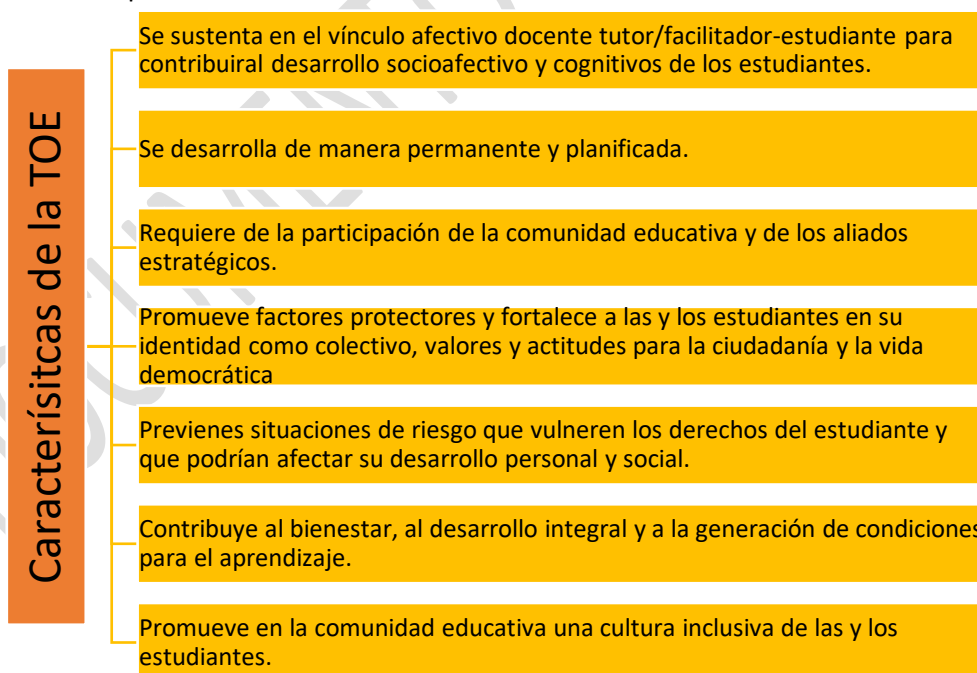 Caracterísitcas de la TOE
Se sustenta en el vínculo afectivo docente tutor/facilitador-estudiante para
contribuiral desarrollo socioafectivo y cognitivos de los estudiantes.
Se desarrolla de manera permanente y planificada.
Requiere de la participación de la comunidad educativa y de los aliados
estratégicos.
Promueve factores protectores y fortalece a las y los estudiantes en su
identidad como colectivo, valores y actitudes para la ciudadanía y la vida
democrática
Previenes situaciones de riesgo que vulneren los derechos del estudiante y
que podrían afectar su desarrollo personal y social.
Contribuye al bienestar, al desarrollo integral y a la generación de condiciones
para el aprendizaje.
Promueve en la comunidad educativa una cultura inclusiva de las y los
estudiantes.